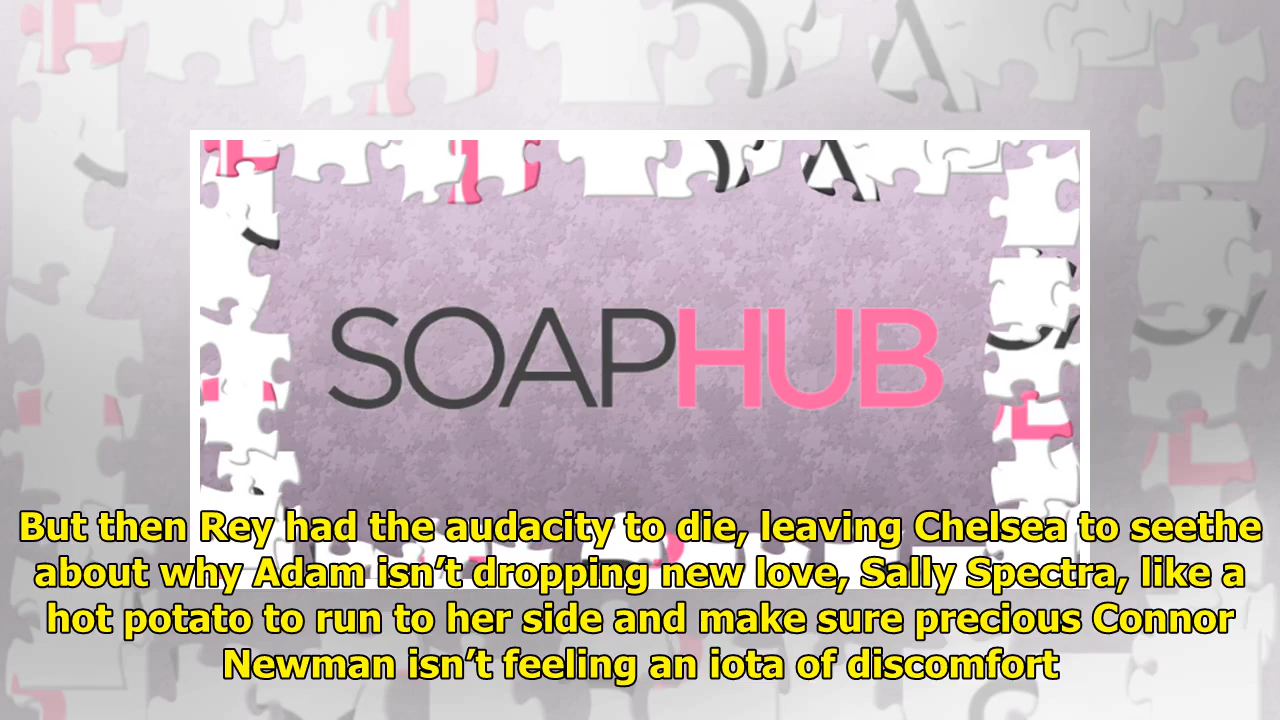 SOAPHUB
But then Rey had the audacity to die, leaving Chelsea to seethe
about why Adam isn’t dropping new love, Sally Spectra, like a
hot potato to run to her side and make sure precious Connor
Newman isn’t feeling an iota of discomfort